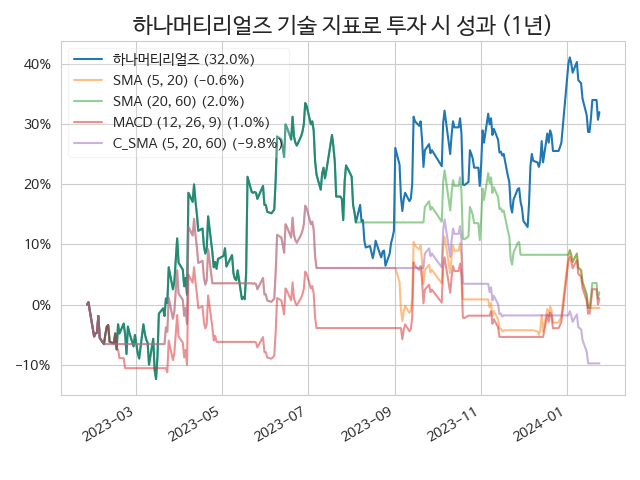 하나머티리얼즈 기술 지표로 투자 시 성과 (1년)
하나머티리얼즈 (32.0%)
SMA (5, 20) (−0.6%)
SMA (20, 60) (2.0%)
MACD (12, 26, 9) (1.0%)
C_SMA (5, 20, 60) (−9.8%)
40%
30%
20%
10%
0%
−10%
2023−03
2023−05
2023−07
2023−09
2023−11
2024−01